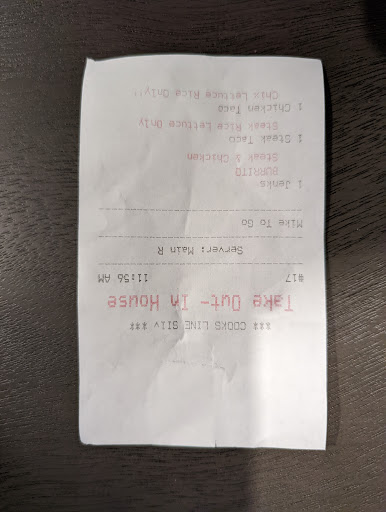 *** COOKS LINE SIlv ***
Take Out- In House
#17 11:56 AM
Server: Main R
Mike To Go
1 Jenks
BURRITO
Steak & Chicken
1 Steak Taco
Steak Rice Lettuce Only
1 Chicken Taco
Chix Lettuce Rice Only!!